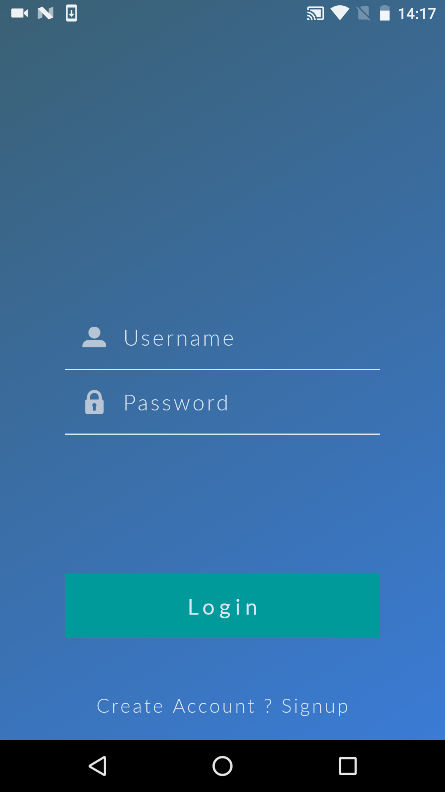 14:17
Username
Password
Login
Create Account ? Signup